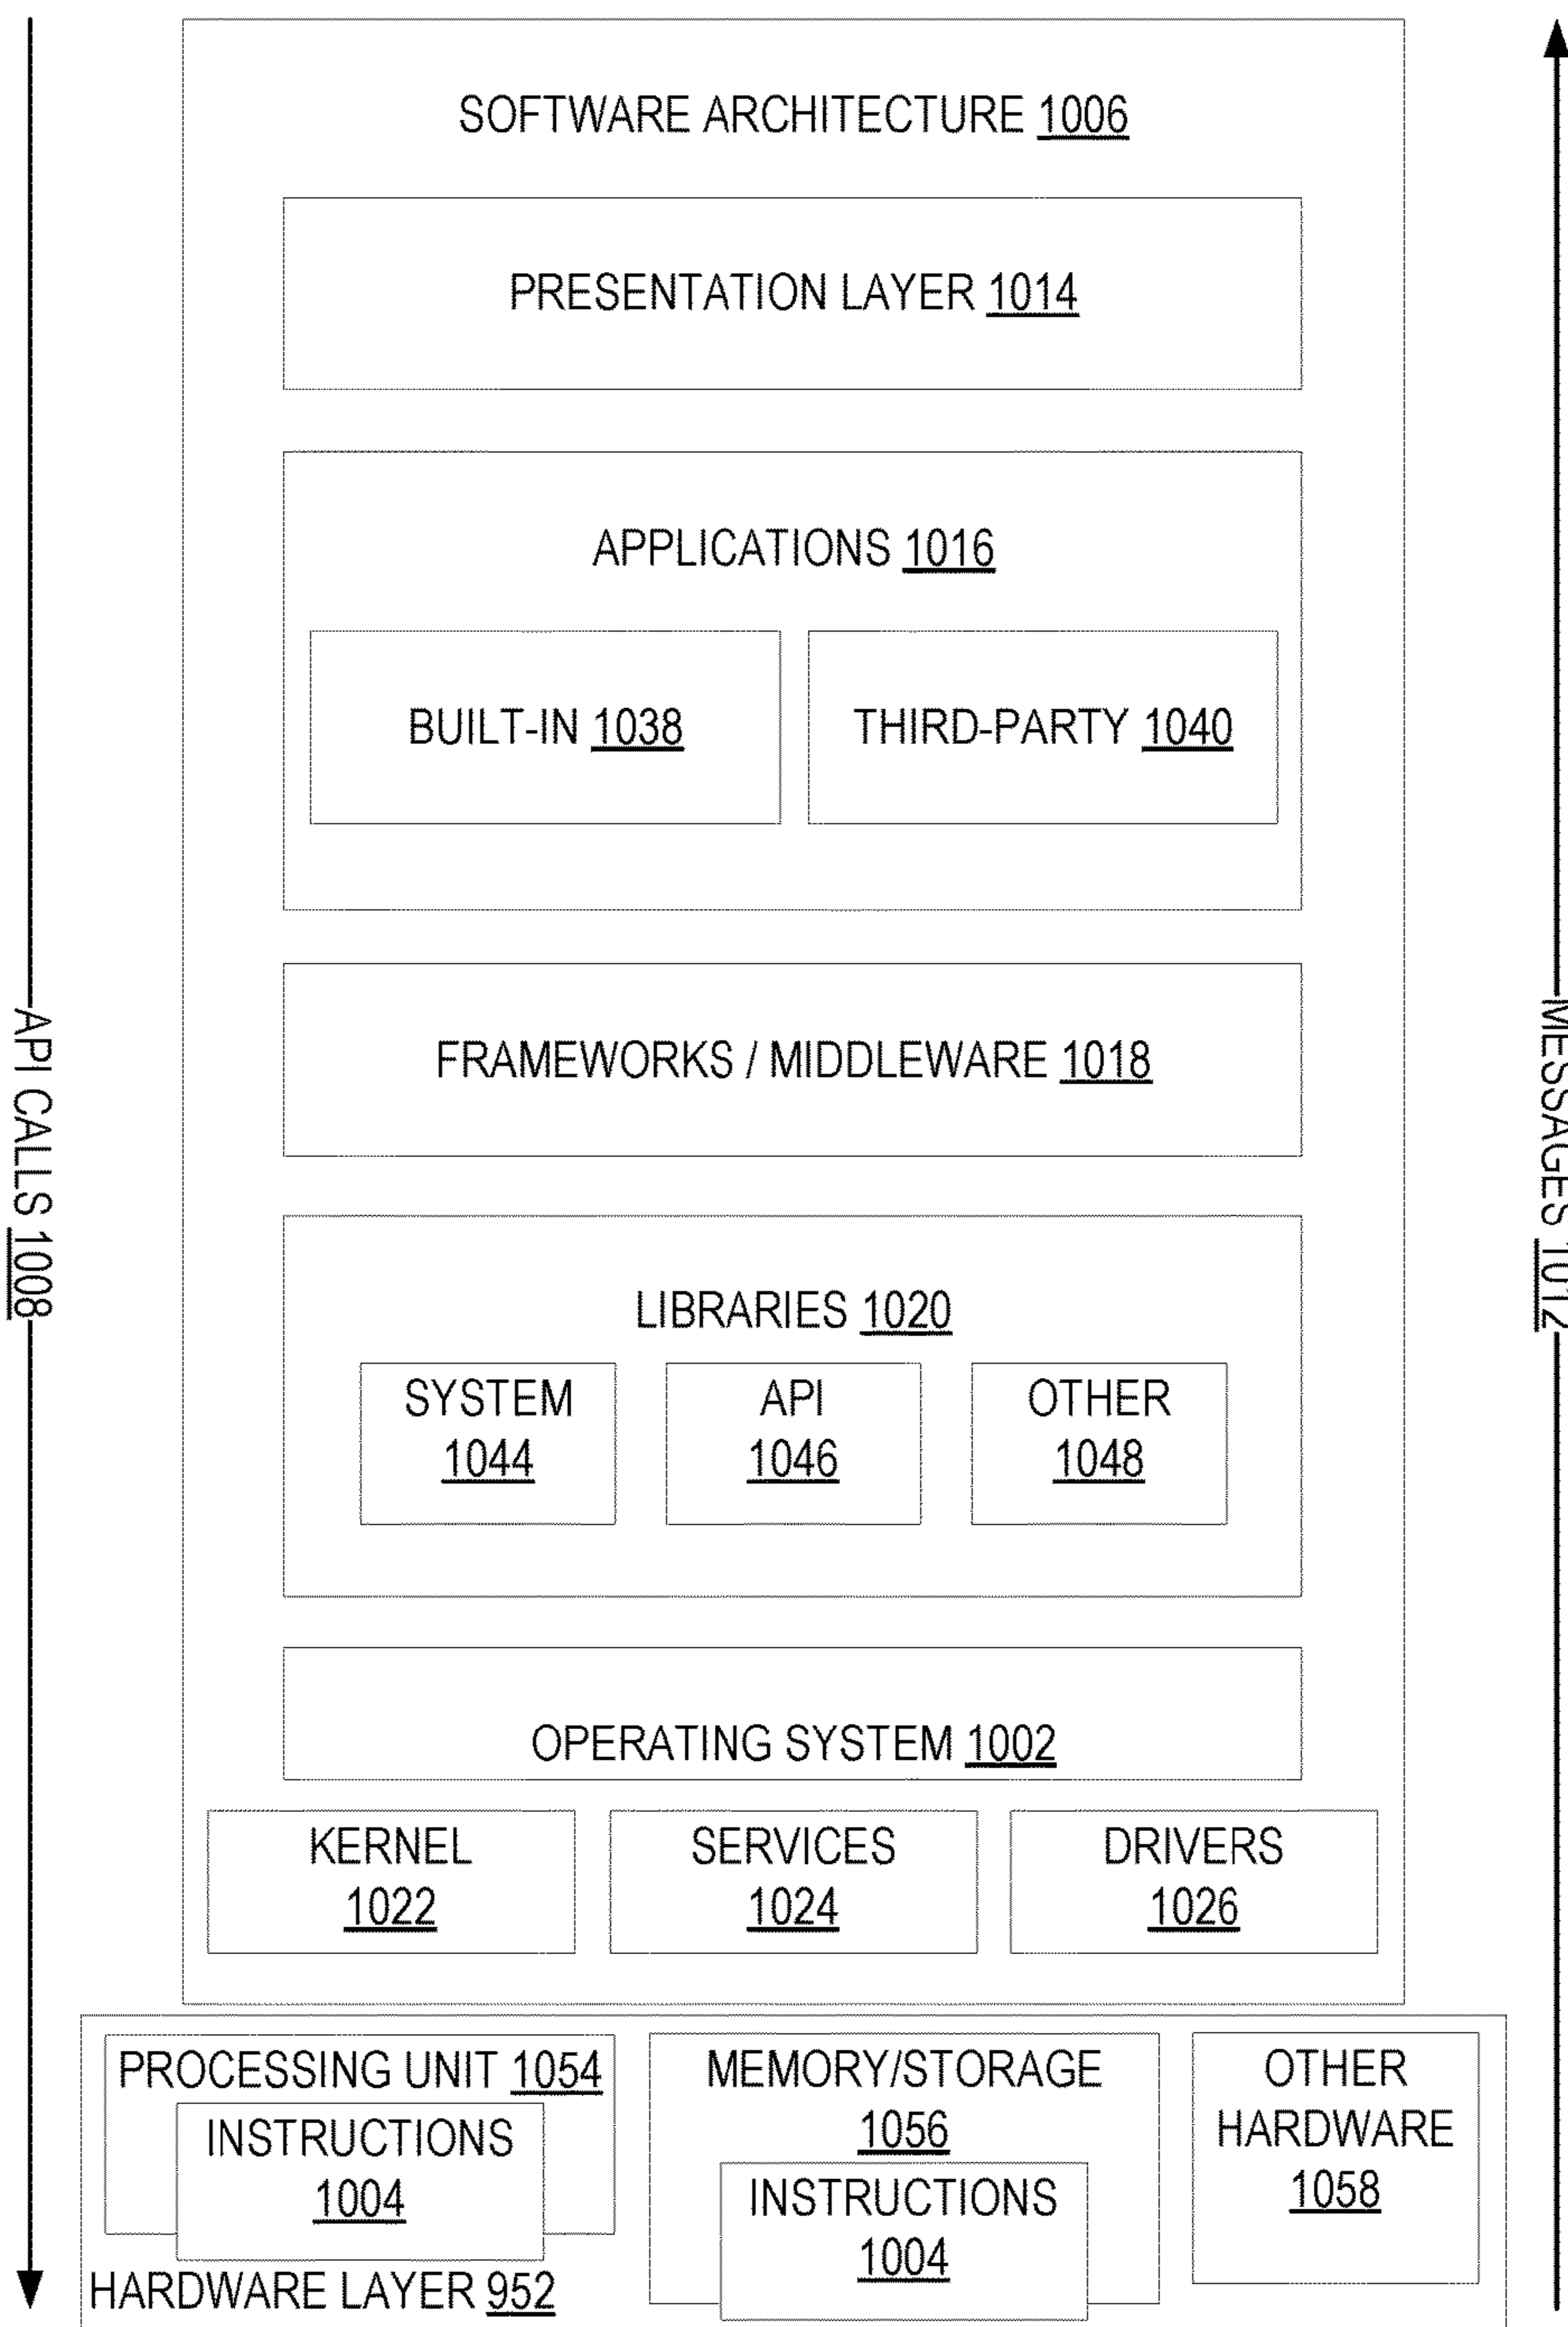 SOFTWARE ARCHITECTURE 1006
PRESENTATION LAYER 1014
APPLICATIONS 1016
BUILT-IN 1038
THIRD-PARTY 1040
FRAMEWORKS / MIDDLEWARE 1018
API CALLS 1008
MESSAGES 1012
LIBRARIES 1020
SYSTEM
1044
API
1046
OTHER
1048
OPERATING SYSTEM 1002
KERNEL
1022
SERVICES
1024
DRIVERS
1026
PROCESSING UNIT 1054
INSTRUCTIONS
1004
MEMORY/STORAGE
1056
INSTRUCTIONS
1004
OTHER
HARDWARE
1058
HARDWARE LAYER 952